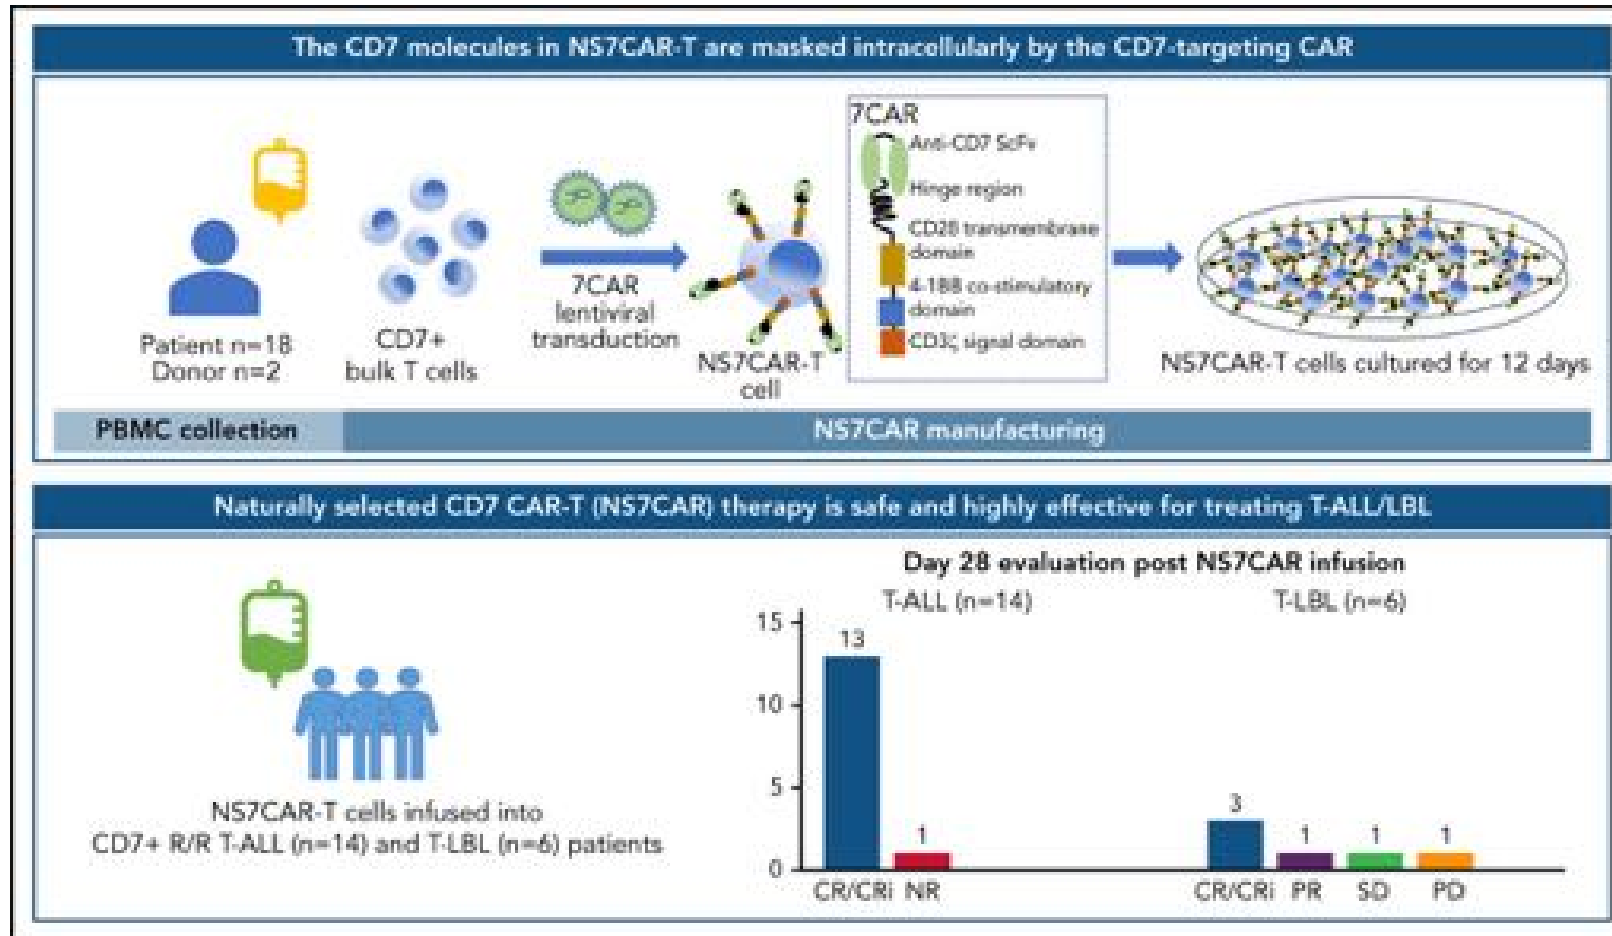 The CD7 molecules in NS7CAR-T are masked intracellularly by the CD7-targeting CAR
7CAR
Anti-CD7 ScFv
Hinge region
CD28 transmembrane
domain
4-1BB co-stimulatory
domain
CD3ζ signal domain
Patient n=18
Donor n=2
CD7+
bulk T cells
7CAR
lentiviral
transduction
NS7CAR-T
cell
NS7CAR-T cells cultured for 12 days
PBMC collection
NS7CAR manufacturing
Naturally selected CD7 CAR-T (NS7CAR) therapy is safe and highly effective for treating T-ALL/LBL
NS7CAR-T cells infused into
CD7+ R/R T-ALL (n=14) and T-LBL (n=6) patients
Day 28 evaluation post NS7CAR infusion
T-ALL (n=14)
T-LBL (n=6)
15
10
5
0
13
1
3
1
1
1
CR/CRi
NR
CR/CRi
PR
SD
PD